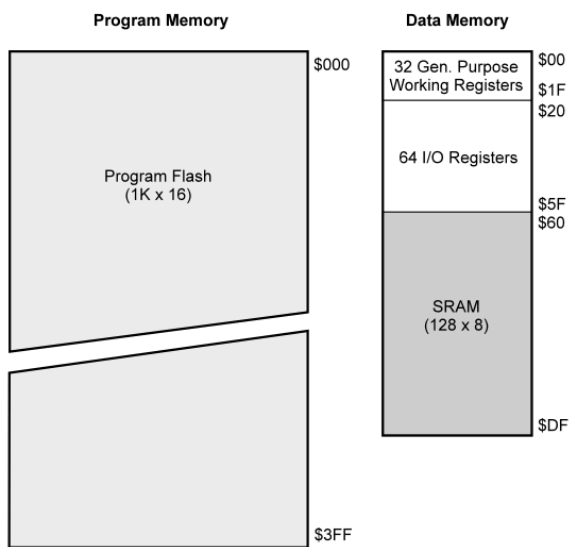 Program Memory
$000
Program Flash
(1K x 16)
$3FF
Data Memory
32 Gen. Purpose
Working Registers
$00
$1F
$20
64 I/O Registers
$5F
$60
SRAM
(128 x 8)
$DF